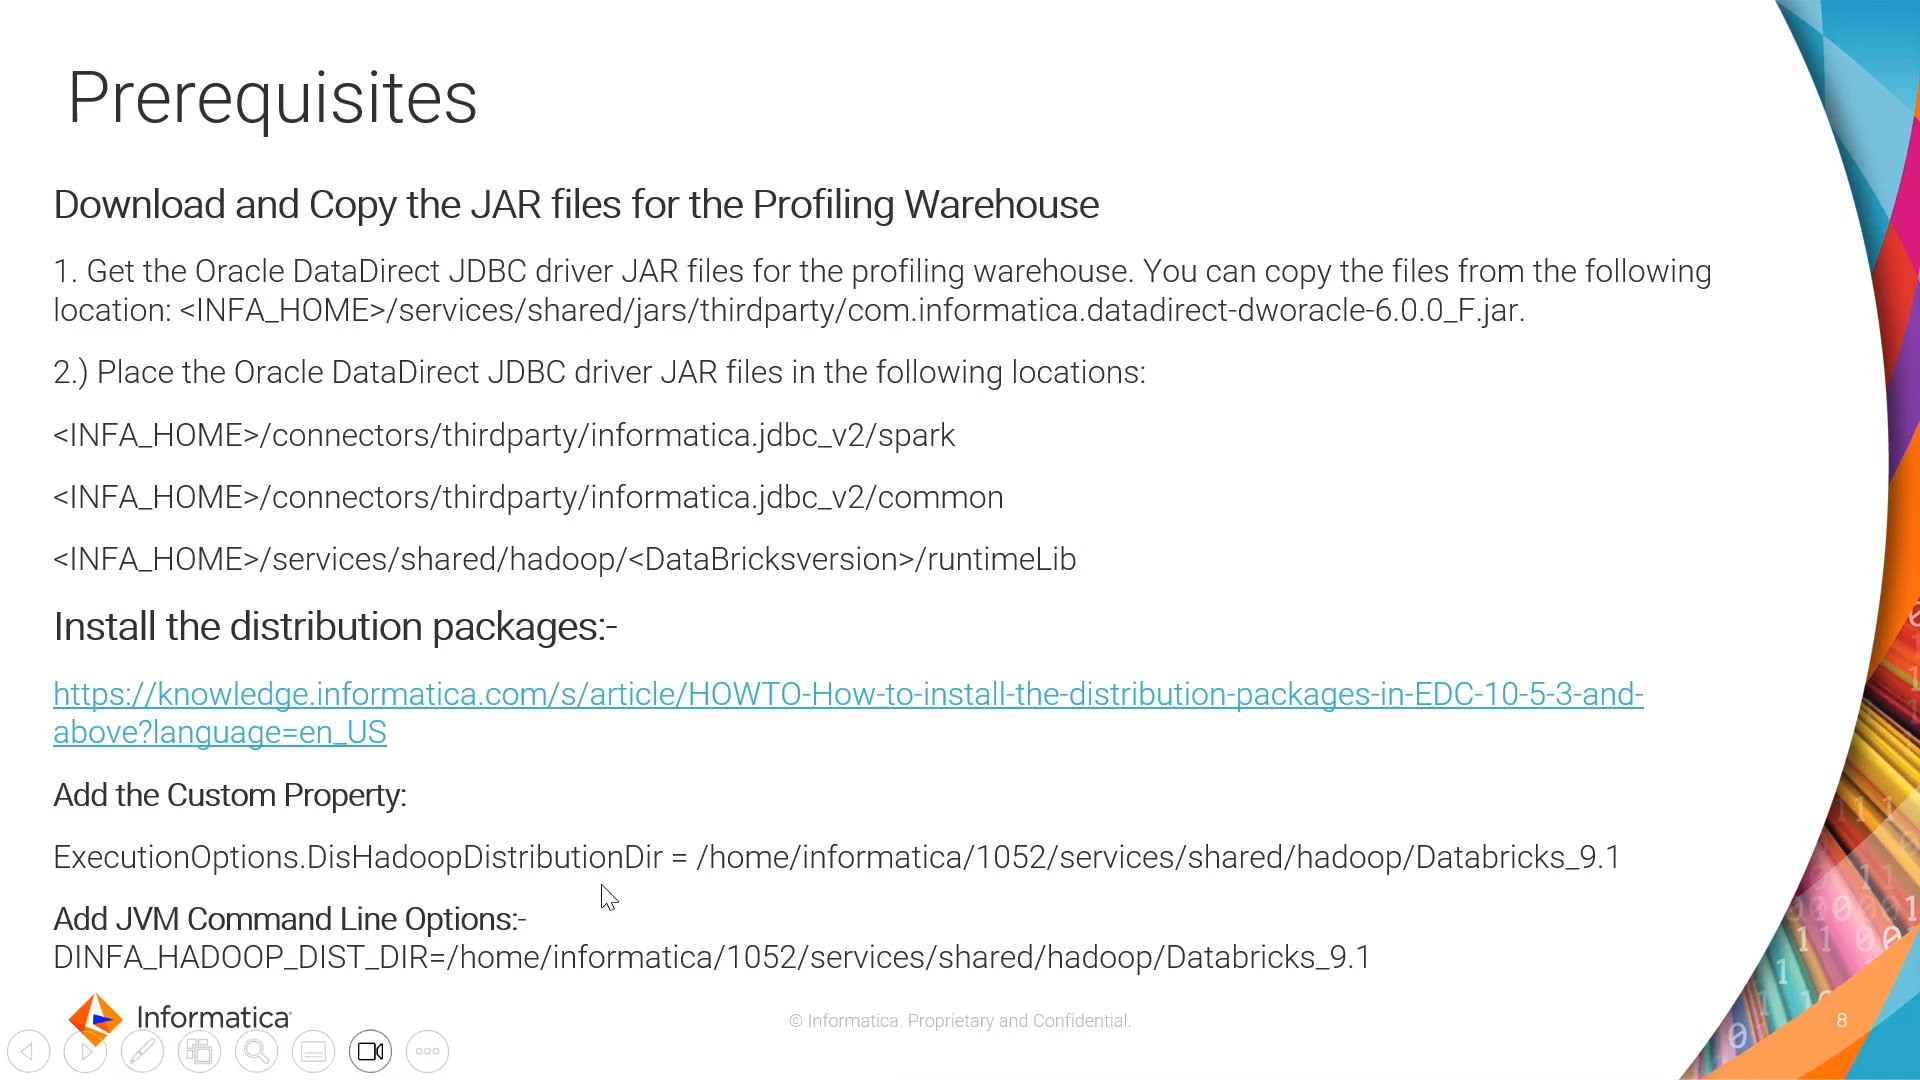 Prerequisites
Download and Copy the JAR files for the Profiling Warehouse
1. Get the Oracle DataDirect JDBC driver JAR files for the profiling warehouse. You can copy the files from the following
location: <INFA_HOME>/services/shared/jars/thirdparty/com.informatica.datadirect-dworacle-6.0.0_F.jar.
2.) Place the Oracle DataDirect JDBC driver JAR files in the following locations:
<INFA_HOME>/connectors/thirdparty/informatica.jdbc_v2/spark
<INFA_HOME>/connectors/thirdparty/informatica.jdbc_v2/common
<INFA_HOME>/services/shared/hadoop/<DataBricksversion>/runtimeLib
Install the distribution packages:-
https://knowledge.informatica.com/s/article/HOWTO-How-to-install-the-distribution-packages-in-EDC-10-5-3-and-
above?language=en_US
Add the Custom Property:
ExecutionOptions.DisHadoopDistributionDir = /home/informatica/1052/services/shared/hadoop/Databricks_9.1
Add JVM Command Line Options:-
DINFA_HADOOP_DIST_DIR=/home/informatica/1052/services/shared/hadoop/Databricks_9.1
Informatica
© Informatica. Proprietary and Confidential.
8